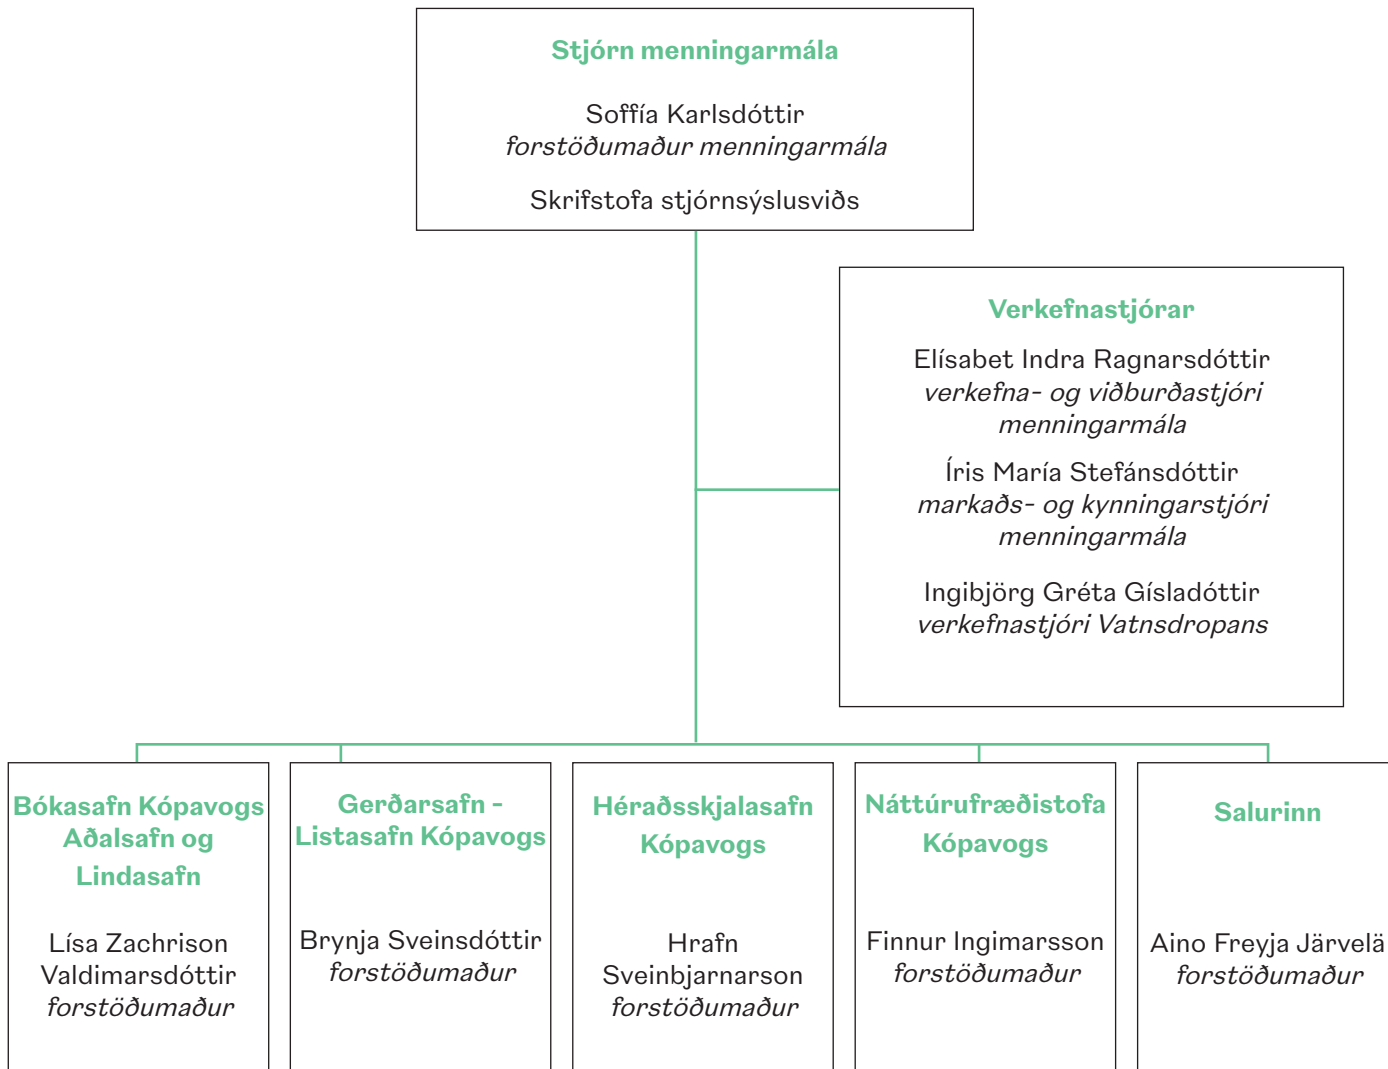 Stjórn menningarmála
Soffía Karlsdóttir
forstöðumaður menningarmála
Skrifstofa stjórnsýslusviðs
Verkefnastjórar
Elísabet Indra Ragnarsdóttir
verkefna- og viðburðastjóri
menningarmála
Íris María Stefánsdóttir
markaðs- og kynningarstjóri
menningarmála
Ingibjörg Gréta Gísladóttir
verkefnastjóri Vatnsdropans
Bókasafn Kópavogs
Aðalsafn og
Lindasafn
Lísa Zachrison
Valdimarsdóttir
forstöðumaður
Gerðarsafn -
Listasafn Kópavogs
Brynja Sveinsdóttir
forstöðumaður
Héraðsskjalasafn
Kópavogs
Hrafn
Sveinbjarnarson
forstöðumaður
Náttúrufræðistofa
Kópavogs
Finnur Ingimarsson
forstöðumaður
Salurinn
Aino Freyja Järvelä
forstöðumaður